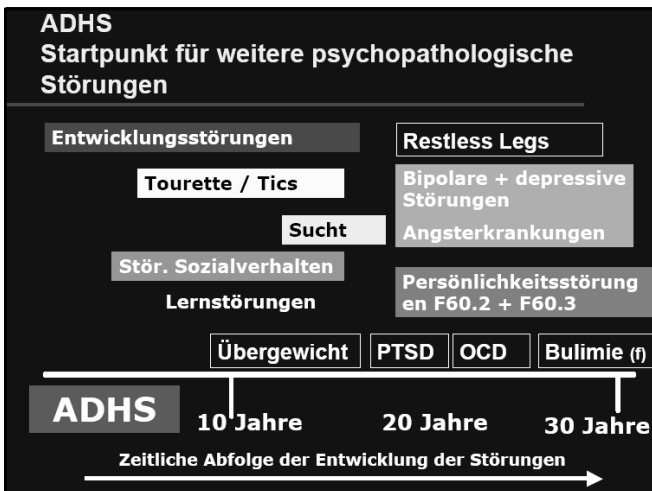 ADHS
Startpunkt für weitere psychopathologische
Störungen
Entwicklungsstörungen
Restless Legs
Tourette / Tics
Bipolare + depressive
Störungen
Sucht
Angsterkrankungen
Stör. Sozialverhalten
Persönlichkeitsstörung
en F60.2 + F60.3
Lernstörungen
Übergewicht
PTSD
OCD
Bulimie (f)
ADHS
10 Jahre
20 Jahre
30 Jahre
Zeitliche Abfolge der Entwicklung der Störungen